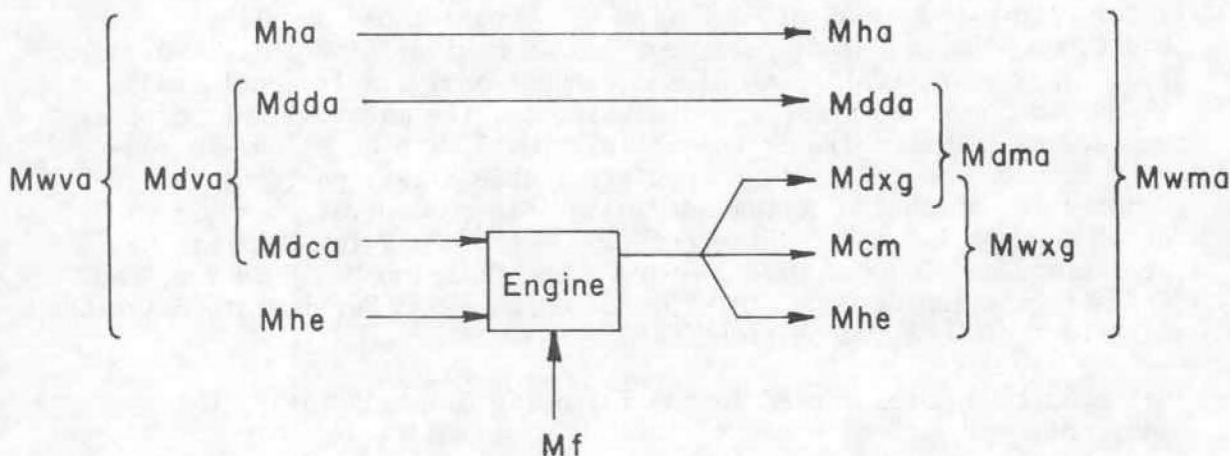 Mha Mha
Mdda Mdda
Mdma
Mwva Mdva Mdxg Mwma
Mdca Mcm Mwxg
Engine
Mhe Mhe
Mf